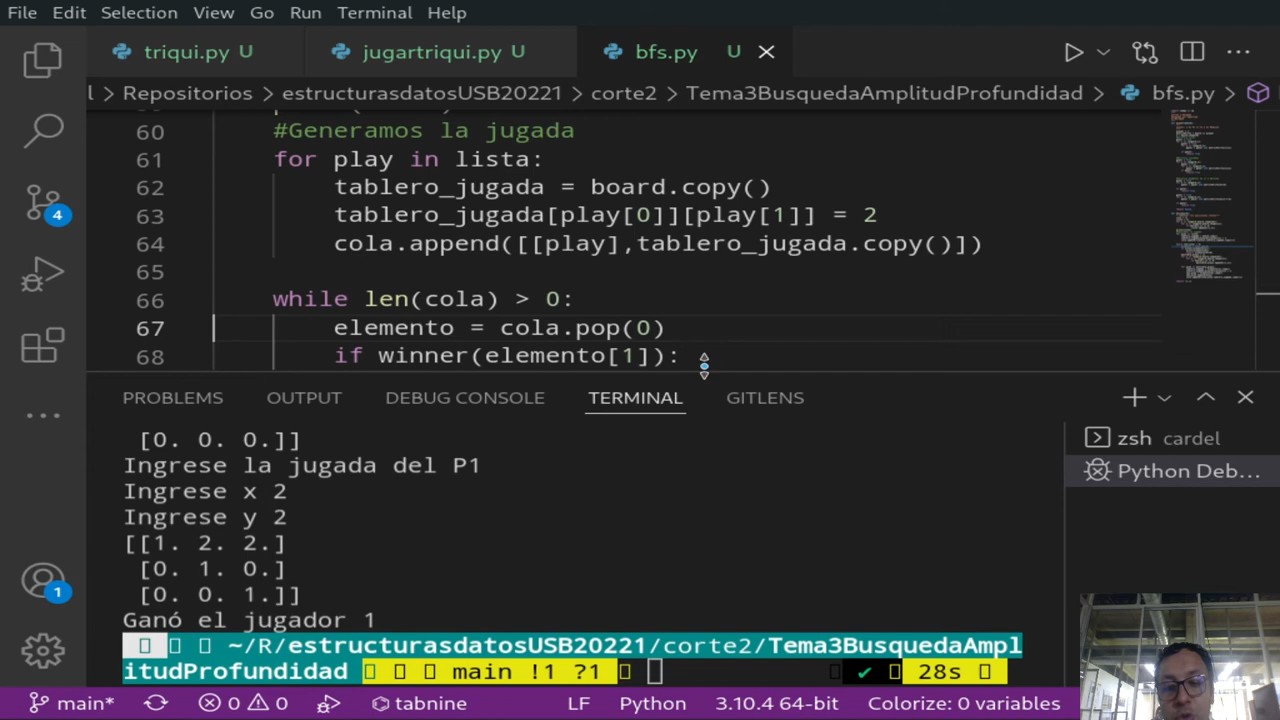 File Edit Selection View Go Run Terminal Help
triqui.py U jugartriqui.py U bfs.py U
l > Repositorios > estructurasdatosUSB20221 > corte2 > Tema3BusquedaAmplitudProfundidad > bfs.py >
60 #Generamos la jugada
61 for play in lista:
62 tablero_jugada = board.copy()
63 tablero_jugada[play[0]][play[1]] = 2
64 cola.append([[play],tablero_jugada.copy()])
65
66 while len(cola) > 0:
67 elemento = cola.pop(0)
68 if winner(elemento[1]):
4
1
PROBLEMS OUTPUT DEBUG CONSOLE TERMINAL GITLENS
zsh cardel
Python Deb...
[0. 0. 0.]]
Ingrese la jugada del P1
Ingrese x 2
Ingrese y 2
[[1. 2. 2.]
[0. 1. 0.]
[0. 0. 1.]]
Ganó el jugador 1
~/R/estructurasdatosUSB20221/corte2/Tema3BusquedaAmpl
itudProfundidad main !1 ?1 ✔ 28s
main* 0 0 tabnine LF Python 3.10.4 64-bit Colorize: 0 variables